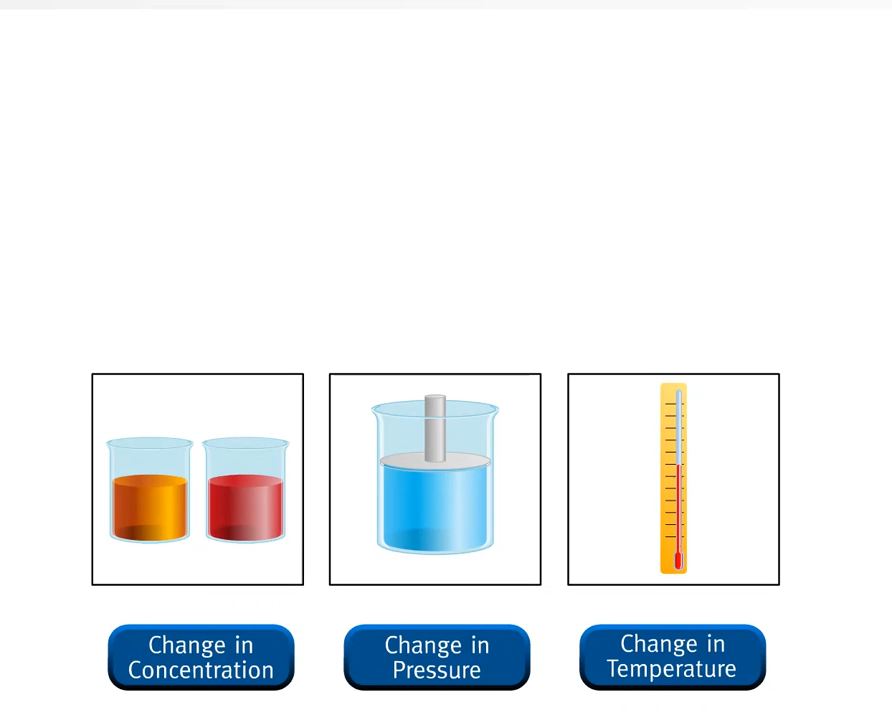 Change in
Concentration
Change in
Pressure
Change in
Temperature